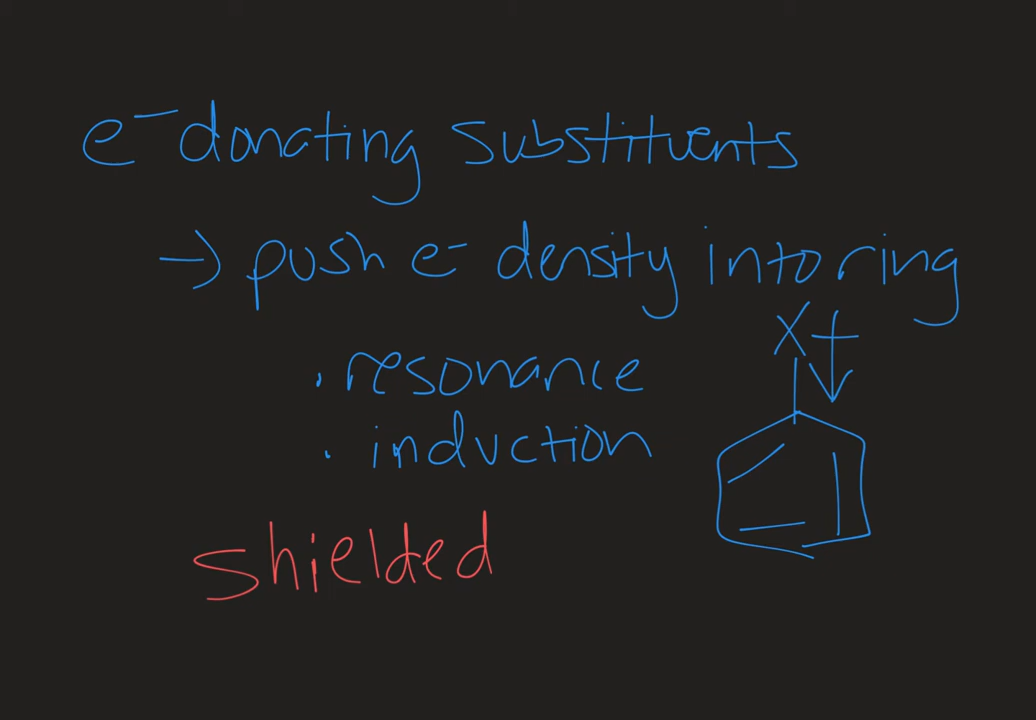 e⁻ donating substituents
→ push e⁻ density into ring
X
· resonance
· induction
shielded